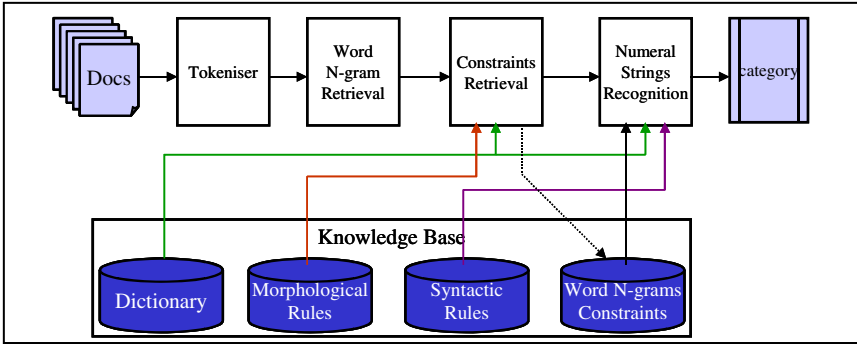 Docs
Tokeniser
Word
N-gram
Retrieval
Constraints
Retrieval
Numeral
Strings
Recognition
category
Knowledge Base
Dictionary
Morphological
Rules
Syntactic
Rules
Word N-grams
Constraints